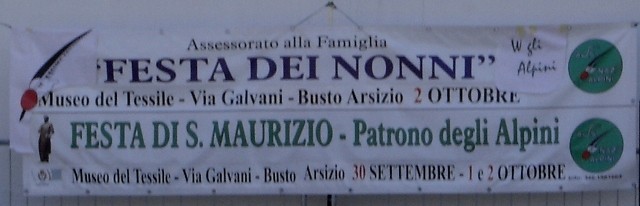 Assessorato alla Famiglia
"FESTA DEI NONNI"
W gli
Alpini
Museo del Tessile - Via Galvani - Busto Arsizio 2 OTTOBRE
FESTA DI S. MAURIZIO - Patrono degli Alpini
Museo del Tessile - Via Galvani - Busto Arsizio 30 SETTEMBRE - 1 e 2 OTTOBRE